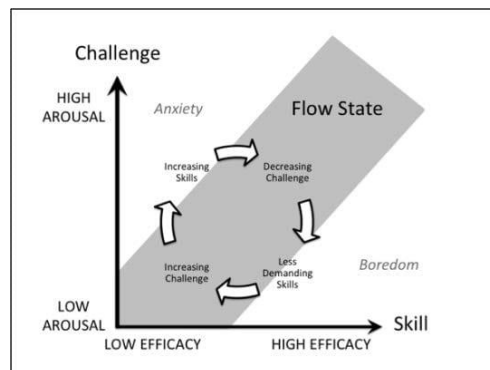 Challenge
HIGH
AROUSAL
Anxiety
Flow State
Increasing
Skills
Decreasing
Challenge
Increasing
Challenge
Less
Demanding
Skills
Boredom
LOW
AROUSAL
Skill
LOW EFFICACY
HIGH EFFICACY